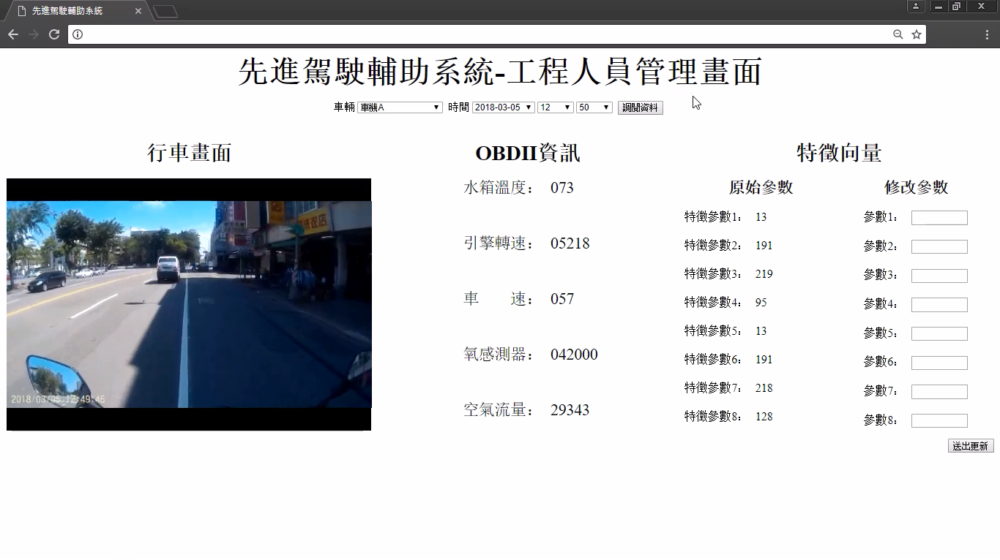 先進駕駛輔助系統
先進駕駛輔助系統-工程人員管理畫面
車輛 車機A 時間 2018-03-05 12 50 調閱資料
行車畫面
2018/03/05 12:49:46
OBDII資訊
水箱溫度： 073
引擎轉速： 05218
車　　速： 057
氧感測器： 042000
空氣流量： 29343
特徵向量
原始參數
特徵參數1： 13
特徵參數2： 191
特徵參數3： 219
特徵參數4： 95
特徵參數5： 13
特徵參數6： 191
特徵參數7： 218
特徵參數8： 128
修改參數
參數1：
參數2：
參數3：
參數4：
參數5：
參數6：
參數7：
參數8：
送出更新